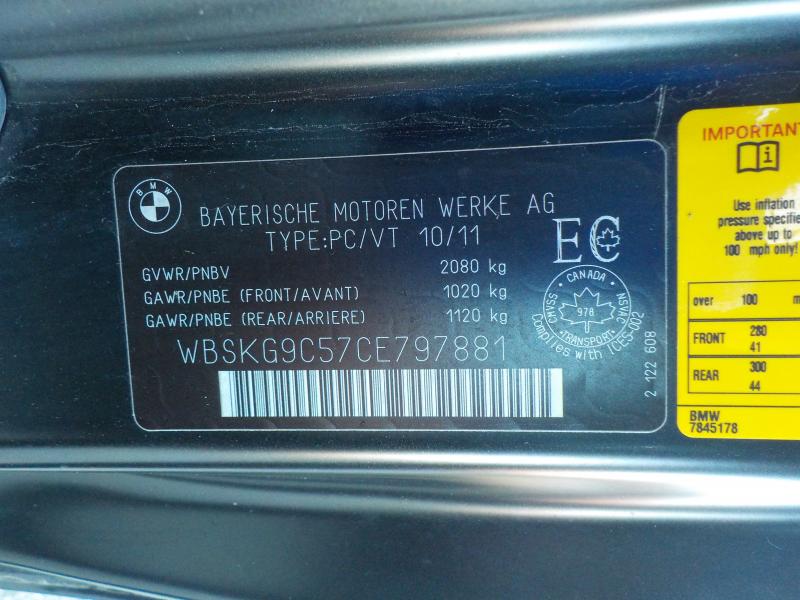 BMW
BAYERISCHE MOTOREN WERKE AG
TYPE:PC/VT 10/11
EC
GVWR/PNBV 2080 kg
GAWR/PNBE (FRONT/AVANT) 1020 kg
GAWR/PNBE (REAR/ARRIERE) 1120 kg
WBSKG9C57CE797881
CANADA
SSMNC 978 NSVAC
TRANSPORT
Complies with ICES-002
2 122 608
IMPORTANT
Use inflation
pressure specifie
above up to
100 mph only!
over 100 m
FRONT 280
41
REAR 300
44
BMW
7845178